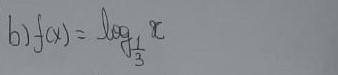 b) f(x) = log_{1/3} x